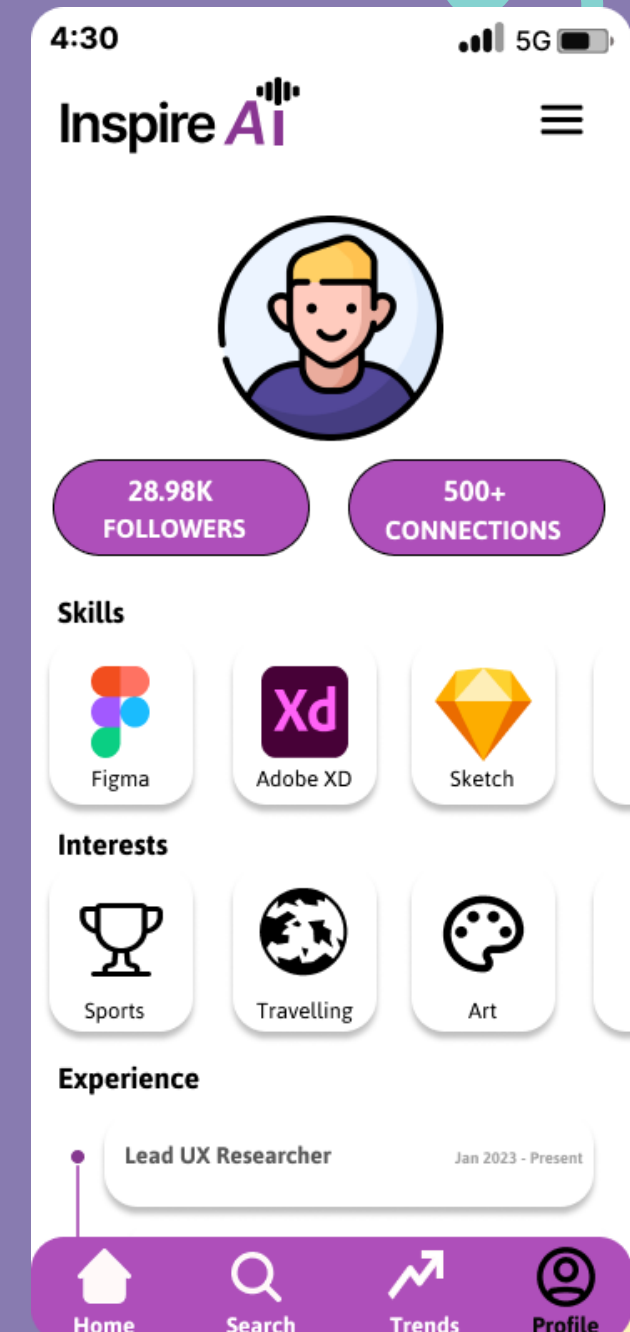 4:30 5G
Inspire Ai
28.98K
FOLLOWERS
500+
CONNECTIONS
Skills
Xd
Figma Adobe XD Sketch
Interests
Sports Travelling Art
Experience
Lead UX Researcher Jan 2023 - Present
Home Search Trends Profile